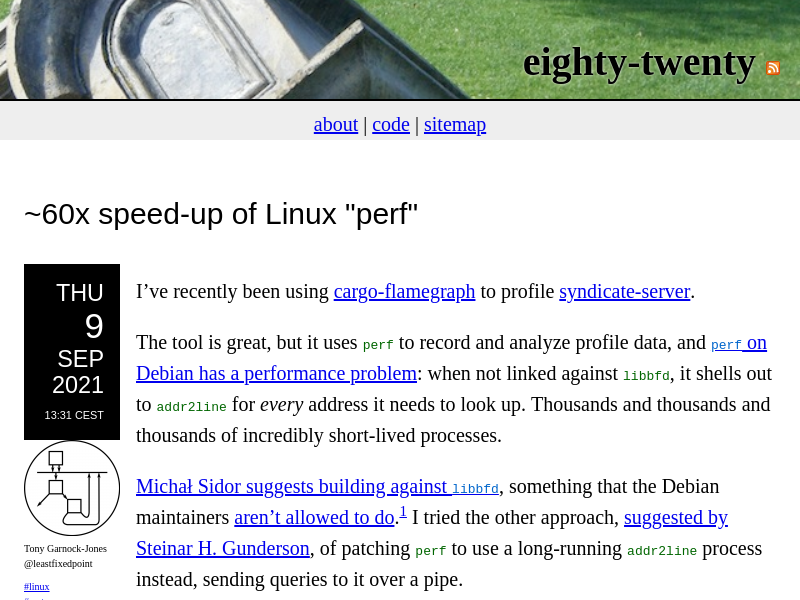 eighty-twenty
about | code | sitemap
~60x speed-up of Linux "perf"
THU
9
SEP
2021
13:31 CEST
Tony Garnock-Jones
@leastfixedpoint
#linux
I’ve recently been using cargo-flamegraph to profile syndicate-server.
The tool is great, but it uses perf to record and analyze profile data, and perf on
Debian has a performance problem: when not linked against libbfd, it shells out
to addr2line for every address it needs to look up. Thousands and thousands and
thousands of incredibly short-lived processes.
Michał Sidor suggests building against libbfd, something that the Debian
maintainers aren’t allowed to do.1 I tried the other approach, suggested by
Steinar H. Gunderson, of patching perf to use a long-running addr2line process
instead, sending queries to it over a pipe.